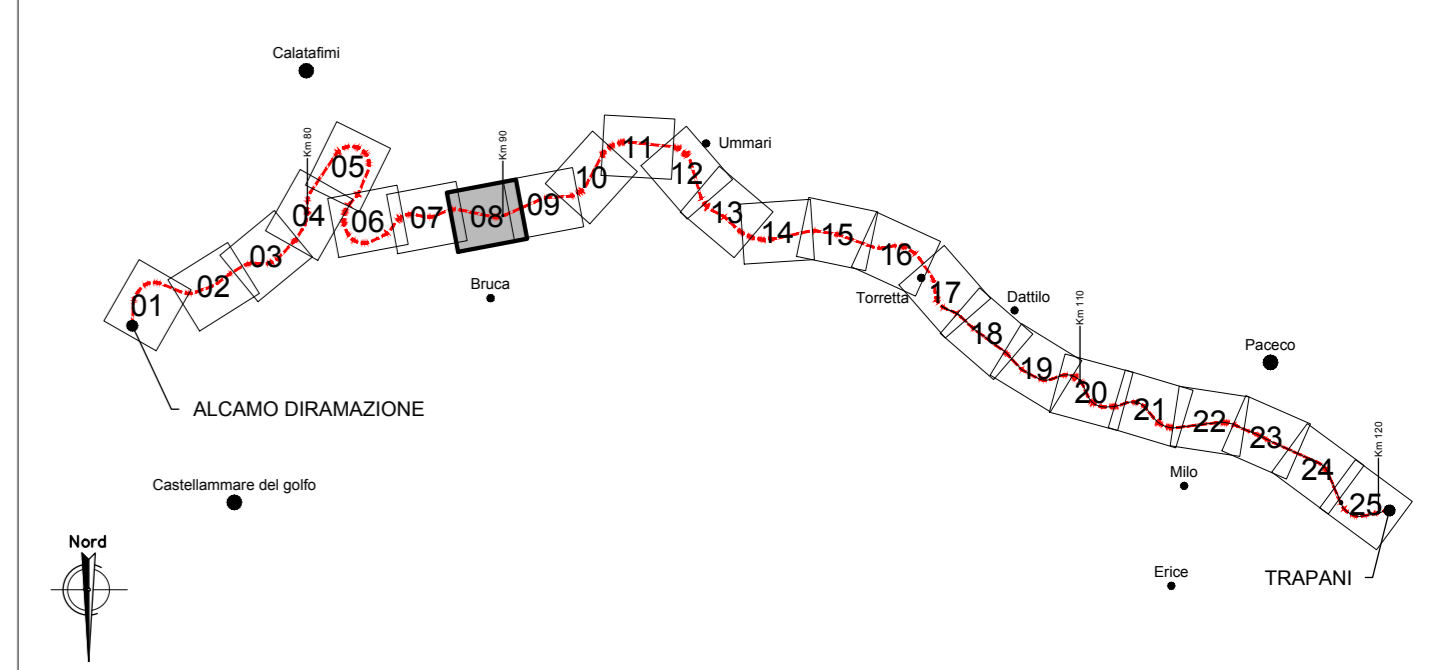 Calatafimi
Km 80
Km 90
05
11
Ummari
12
10
04
06
07
08
09
13
03
14
15
16
02
Bruca
Torretta
17
Dattilo
Km 110
01
18
Paceco
19
20
ALCAMO DIRAMAZIONE
21
22
23
Km 120
24
Castellammare del golfo
Milo
25
Nord
Erice
TRAPANI